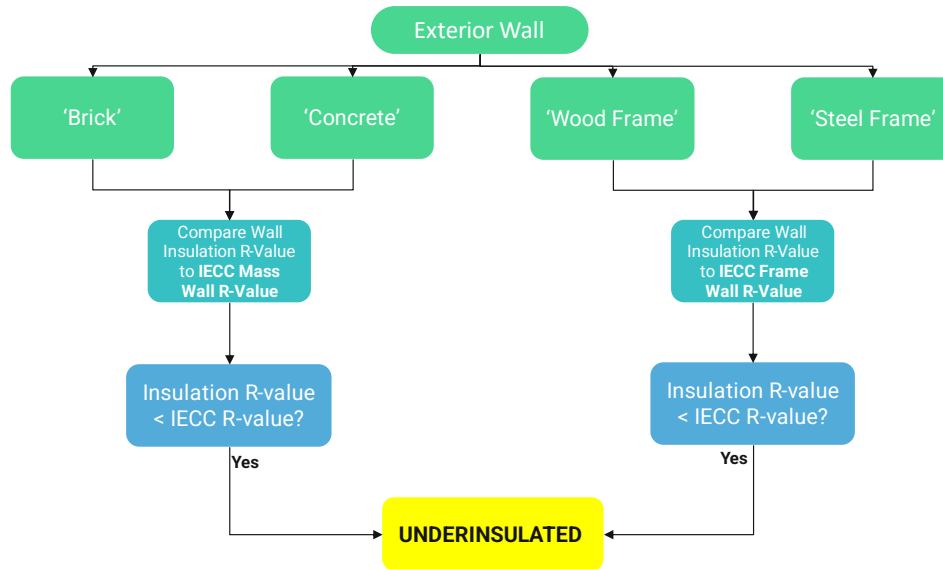 Exterior Wall
‘Brick’
‘Concrete’
‘Wood Frame’
‘Steel Frame’
Compare Wall
Insulation R-Value
to IECC Mass
Wall R-Value
Compare Wall
Insulation R-Value
to IECC Frame
Wall R-Value
Insulation R-value
< IECC R-value?
Insulation R-value
< IECC R-value?
Yes
Yes
UNDERINSULATED